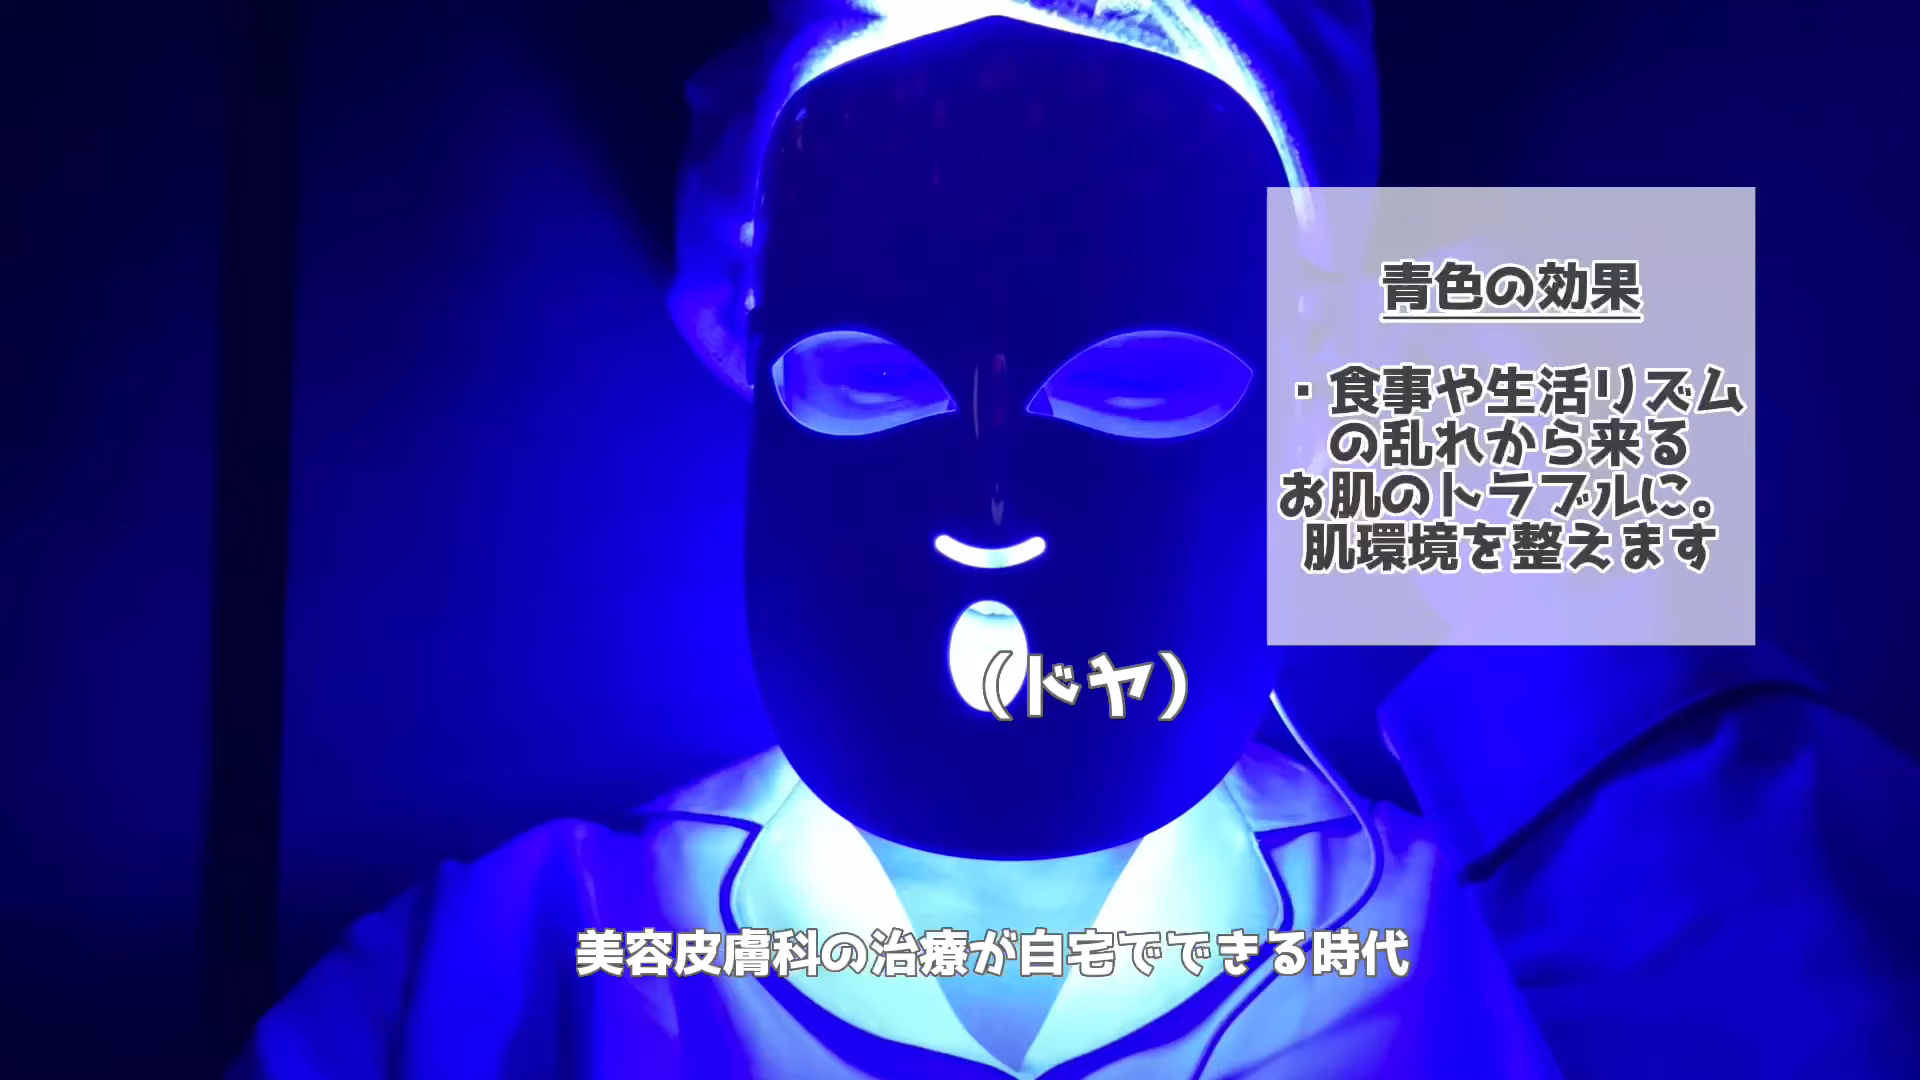 青色の効果
・食事や生活リズム
の乱れから来る
お肌のトラブルに。
肌環境を整えます
（ドヤ）
美容皮膚科の治療が自宅でできる時代